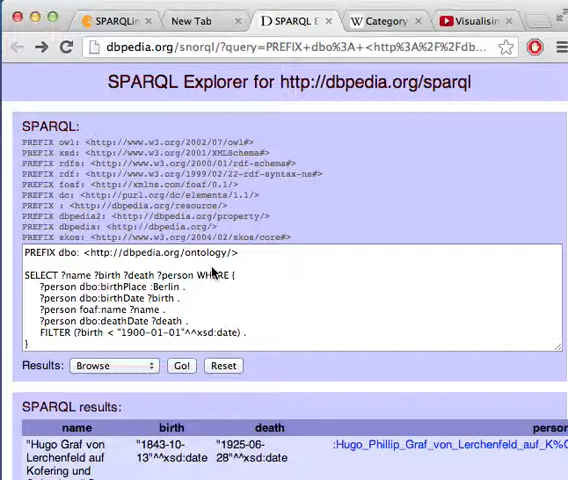 SPARQLin
New Tab
SPARQL E
Category
Visualisin
dbpedia.org/snorql/?query=PREFIX+dbo%3A+<http%3A%2F%2Fdb...
SPARQL Explorer for http://dbpedia.org/sparql
SPARQL:
PREFIX owl: <http://www.w3.org/2002/07/owl#>
PREFIX xsd: <http://www.w3.org/2001/XMLSchema#>
PREFIX rdfs: <http://www.w3.org/2000/01/rdf-schema#>
PREFIX rdf: <http://www.w3.org/1999/02/22-rdf-syntax-ns#>
PREFIX foaf: <http://xmlns.com/foaf/0.1/>
PREFIX dc: <http://purl.org/dc/elements/1.1/>
PREFIX : <http://dbpedia.org/resource/>
PREFIX dbpedia2: <http://dbpedia.org/property/>
PREFIX dbpedia: <http://dbpedia.org/>
PREFIX skos: <http://www.w3.org/2004/02/skos/core#>
PREFIX dbo: <http://dbpedia.org/ontology/>
SELECT ?name ?birth ?death ?person WHERE {
?person dbo:birthPlace :Berlin .
?person dbo:birthDate ?birth .
?person foaf:name ?name .
?person dbo:deathDate ?death .
FILTER (?birth < "1900-01-01"^^xsd:date) .
}
Results: Browse Go! Reset
SPARQL results:
name birth death person
"Hugo Graf von "1843-10- "1925-06- :Hugo_Phillip_Graf_von_Lerchenfeld_auf_K%C
Lerchenfeld auf 13"^^xsd:date 28"^^xsd:date
Kofering und